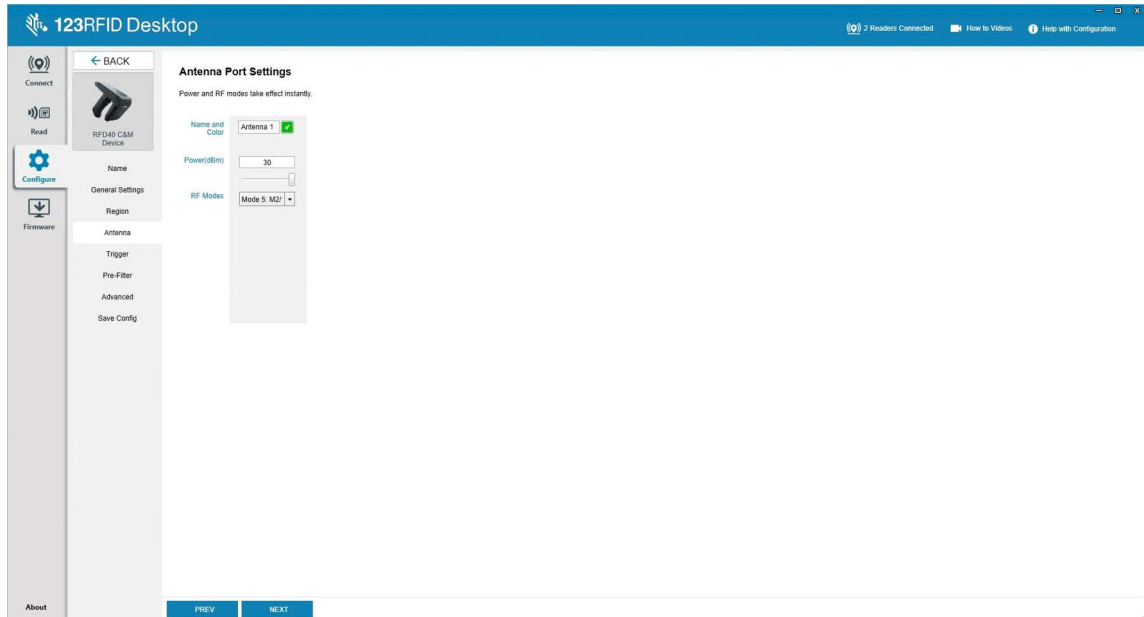 123RFID Desktop
2 Readers Connected
How to Videos
Help with Configuration
Connect
Read
Configure
Firmware
About
BACK
RFD40 C&M
Device
Name
General Settings
Region
Antenna
Trigger
Pre-Filter
Advanced
Save Config
Antenna Port Settings
Power and RF modes take effect instantly.
Name and
Color
Antenna 1
Power(dBm)
30
RF Modes
Mode 5: M2/
PREV
NEXT